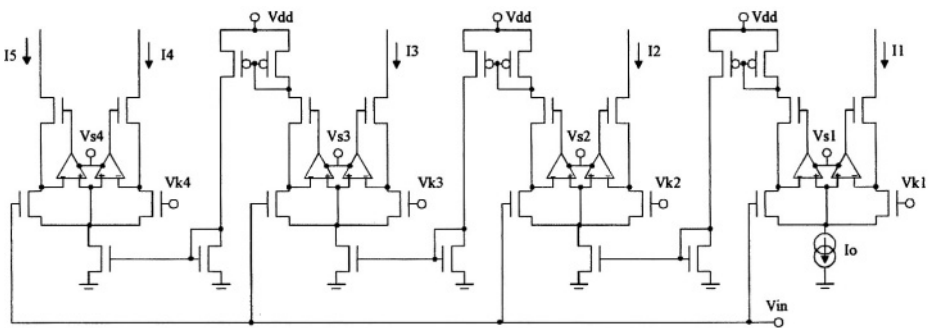 Vdd
Vdd
Vdd
I5
I4
I3
I2
I1
Vs4
Vs3
Vs2
Vs1
Vk4
Vk3
Vk2
Vk1
Io
Vin